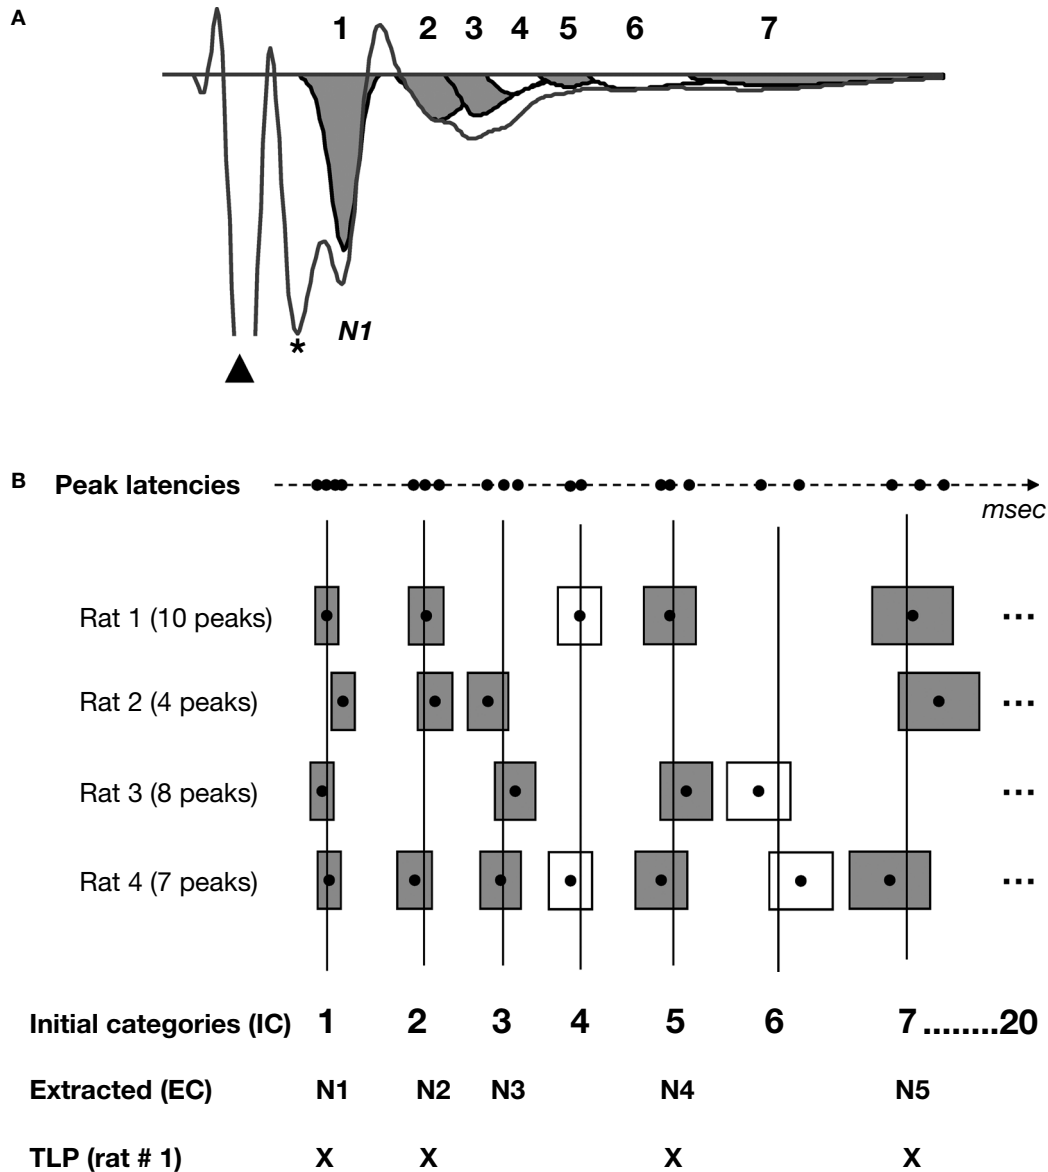 A
1 2 3 4 5 6 7
N1
*
B
Peak latencies
msec
Rat 1 (10 peaks) ...
Rat 2 (4 peaks) ...
Rat 3 (8 peaks) ...
Rat 4 (7 peaks) ...
Initial categories (IC) 1 2 3 4 5 6 7........20
Extracted (EC) N1 N2 N3 N4 N5
TLP (rat # 1) X X X X